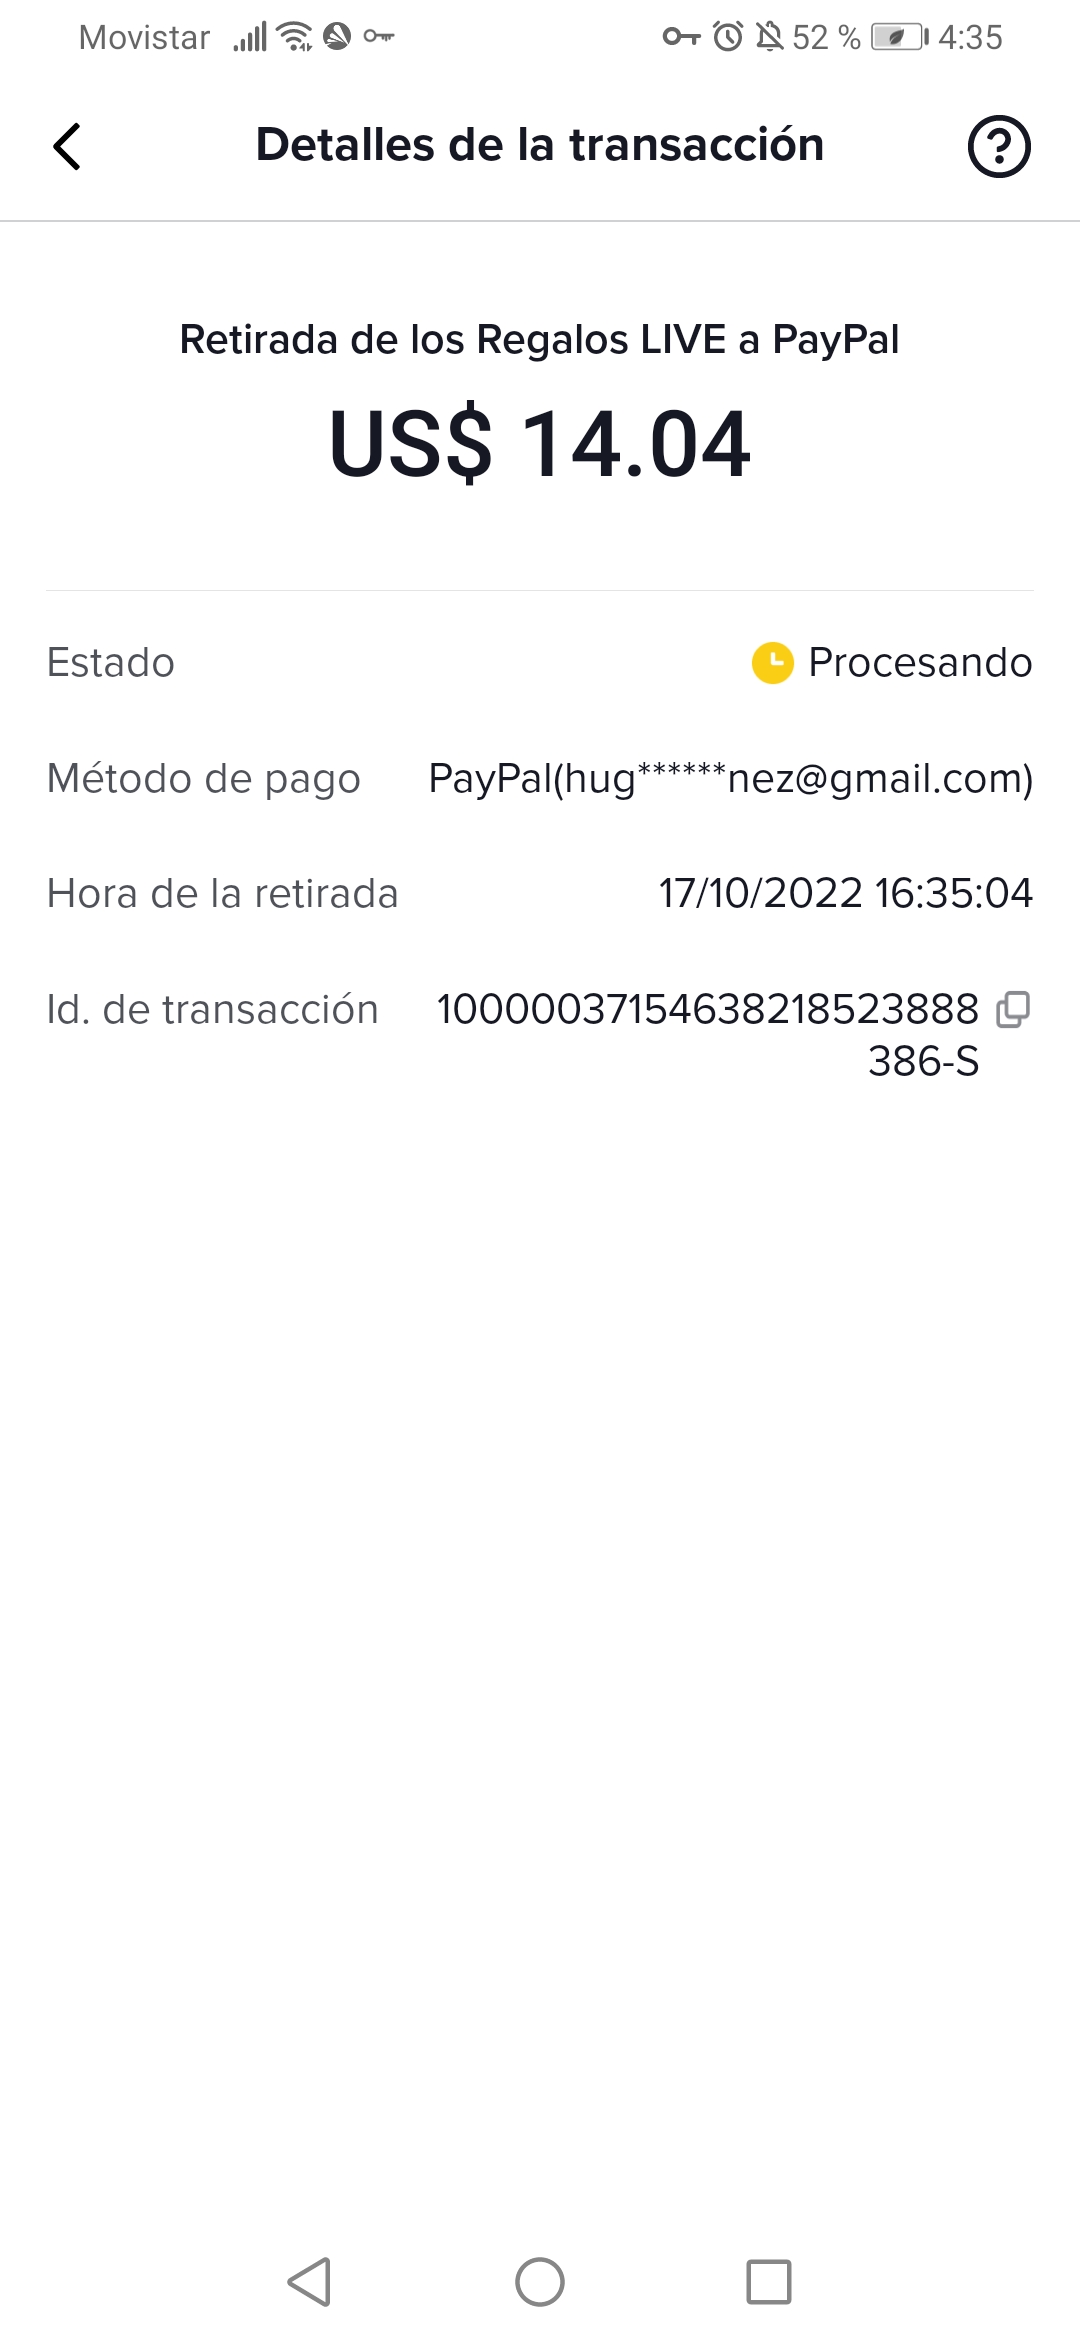 Movistar 52 % 4:35
Detalles de la transacción
Retirada de los Regalos LIVE a PayPal
US$ 14.04
Estado Procesando
Método de pago PayPal(hug******nez@gmail.com)
Hora de la retirada 17/10/2022 16:35:04
Id. de transacción 1000003715463821852388​8
386-S